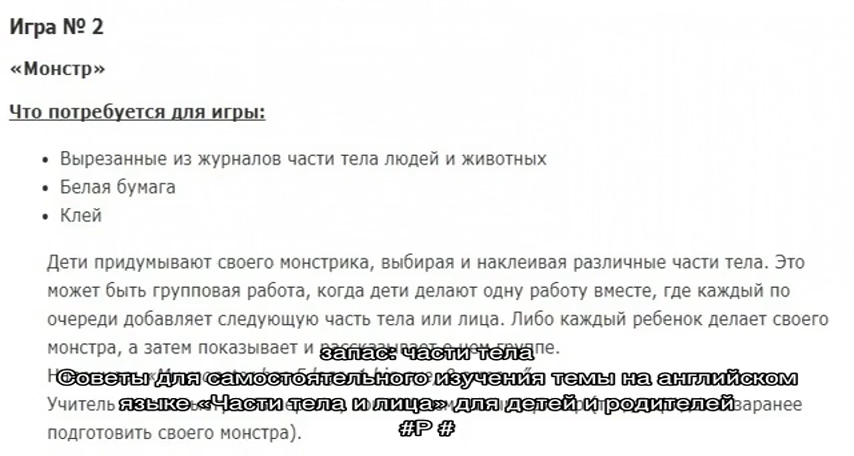 Игра № 2
«Монстр»
Что потребуется для игры:
• Вырезанные из журналов части тела людей и животных
• Белая бумага
• Клей
Дети придумывают своего монстрика, выбирая и наклеивая различные части тела. Это
может быть групповая работа, когда дети делают одну работу вместе, где каждый по
очереди добавляет следующую часть тела или лица. Либо каждый ребенок делает своего
монстра, а затем показывает и рассказывает о нем группе.
запас: части тела
Советы для самостоятельного изучения темы на английском
Учитель заранее
языке «Части тела и лица» для детей и родителей
подготовить своего монстра).
#Р #